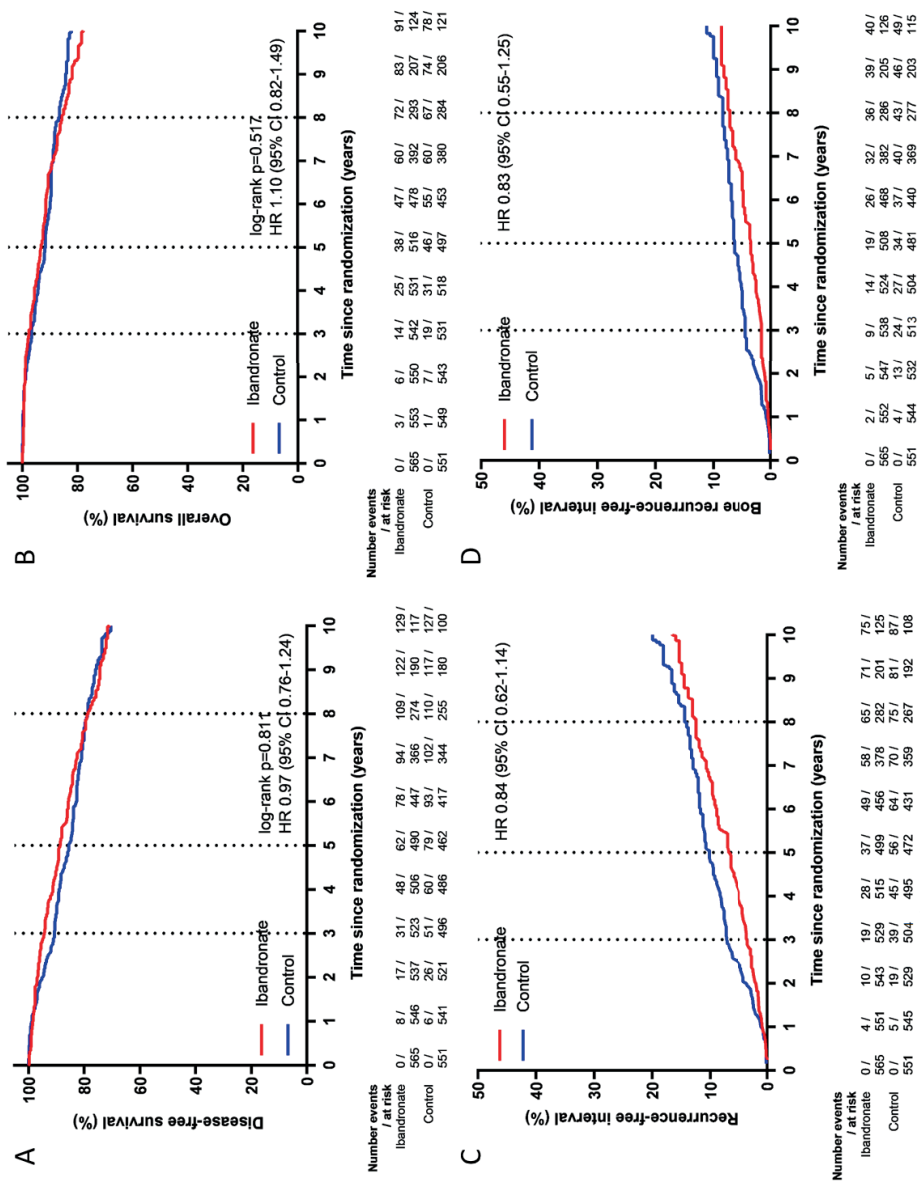 A
Disease-free survival (%)
100
80
60
40
20
0
Ibandronate
Control
log-rank p=0.811
HR 0.97 (95% CI 0.76-1.24)
0 1 2 3 4 5 6 7 8 9 10
Time since randomization (years)
Number events
/ at risk
Ibandronate 0 / 8 / 17 / 31 / 48 / 62 / 78 / 94 / 109 / 122 / 129 /
565 546 537 523 506 490 447 366 274 190 117
Control 0 / 6 / 26 / 51 / 60 / 79 / 93 / 102 / 110 / 117 / 127 /
551 541 521 496 486 462 417 344 255 180 100
B
Overall survival (%)
100
80
60
40
20
0
Ibandronate
Control
log-rank p=0.517
HR 1.10 (95% CI 0.82-1.49)
0 1 2 3 4 5 6 7 8 9 10
Time since randomization (years)
Number events
/ at risk
Ibandronate 0 / 3 / 6 / 14 / 25 / 38 / 47 / 60 / 72 / 83 / 91 /
565 553 550 542 531 516 478 392 293 207 124
Control 0 / 1 / 7 / 19 / 31 / 46 / 55 / 60 / 67 / 74 / 78 /
551 549 543 531 518 497 453 380 284 206 121
C
Recurrence-free interval (%)
50
40
30
20
10
0
Ibandronate
Control
HR 0.84 (95% CI 0.62-1.14)
0 1 2 3 4 5 6 7 8 9 10
Time since randomization (years)
Number events
/ at risk
Ibandronate 0 / 4 / 10 / 19 / 28 / 37 / 49 / 58 / 65 / 71 / 75 /
565 551 543 529 515 499 456 378 282 201 125
Control 0 / 5 / 19 / 39 / 45 / 56 / 64 / 70 / 75 / 81 / 87 /
551 545 529 504 495 472 431 359 267 192 108
D
Bone recurrence-free interval (%)
50
40
30
20
10
0
Ibandronate
Control
HR 0.83 (95% CI 0.55-1.25)
0 1 2 3 4 5 6 7 8 9 10
Time since randomization (years)
Number events
/ at risk
Ibandronate 0 / 2 / 5 / 9 / 14 / 19 / 26 / 32 / 36 / 39 / 40 /
565 552 547 538 524 508 468 382 286 205 126
Control 0 / 4 / 13 / 24 / 27 / 34 / 37 / 40 / 43 / 46 / 49 /
551 544 532 513 504 481 440 369 277 203 115